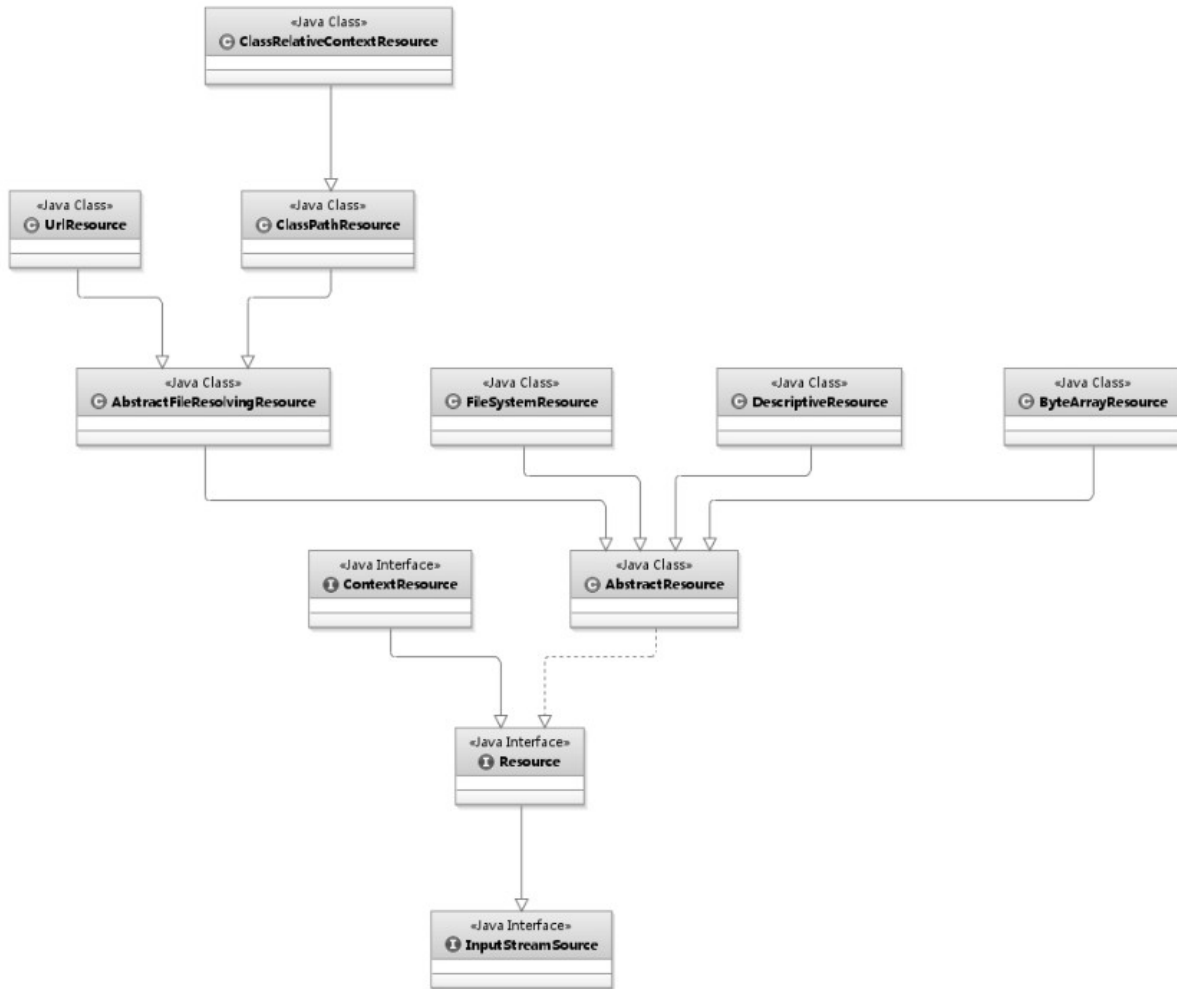 «Java Class»
ClassRelativeContextResource
«Java Class»
UrlResource
«Java Class»
ClassPathResource
«Java Class»
AbstractFileResolvingResource
«Java Class»
FileSystemResource
«Java Class»
DescriptiveResource
«Java Class»
ByteArrayResource
«Java Interface»
ContextResource
«Java Class»
AbstractResource
«Java Interface»
Resource
«Java Interface»
InputStreamSource